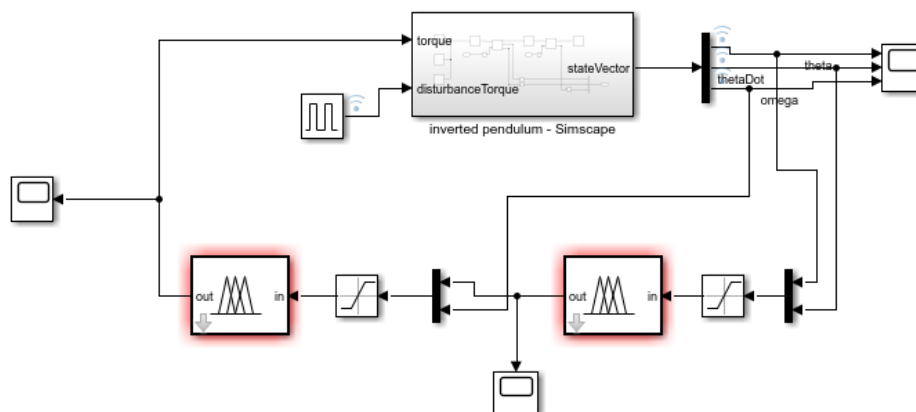 torque
stateVector
disturbanceTorque
inverted pendulum - Simscape
theta
thetaDot
omega
out
in
out
in